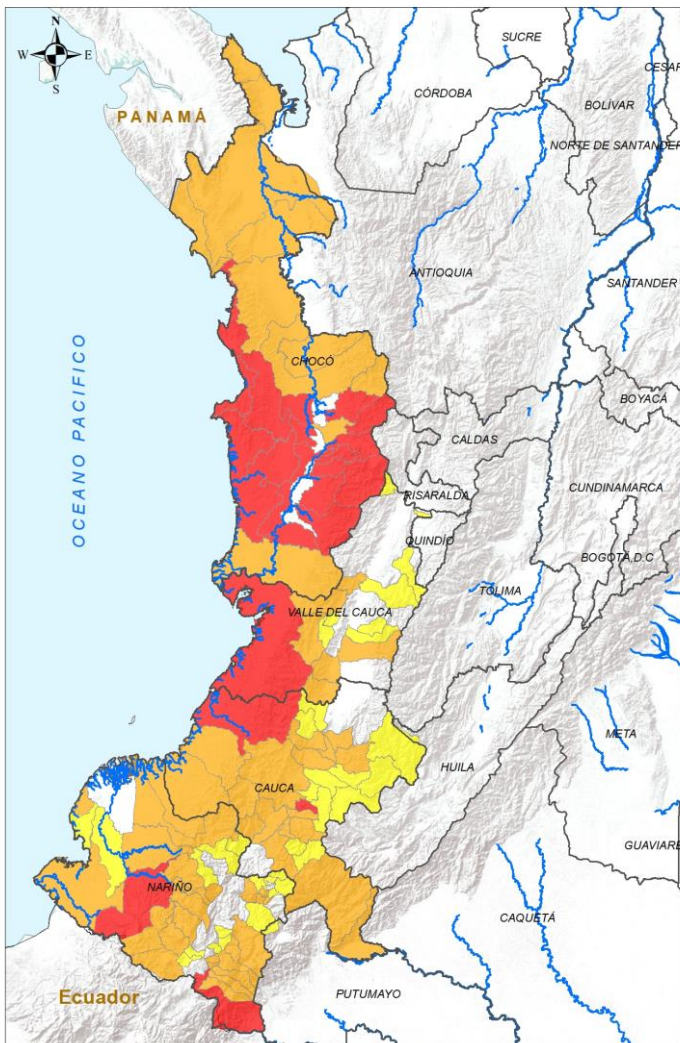 N
W E
S
SUCRE
CESAR
CÓRDOBA
BOLÍVAR
PANAMÁ
NORTE DE SANTANDER
ANTIOQUIA
SANTANDER
OCEANO PACIFICO
CHOCÓ
BOYACÁ
CALDAS
RISARALDA
CUNDINAMARCA
QUINDÍO
BOGOTÁ, D.C
TOLIMA
VALLE DEL CAUCA
META
HUILA
CAUCA
GUAVIARE
NARIÑO
CAQUETÁ
Ecuador
PUTUMAYO